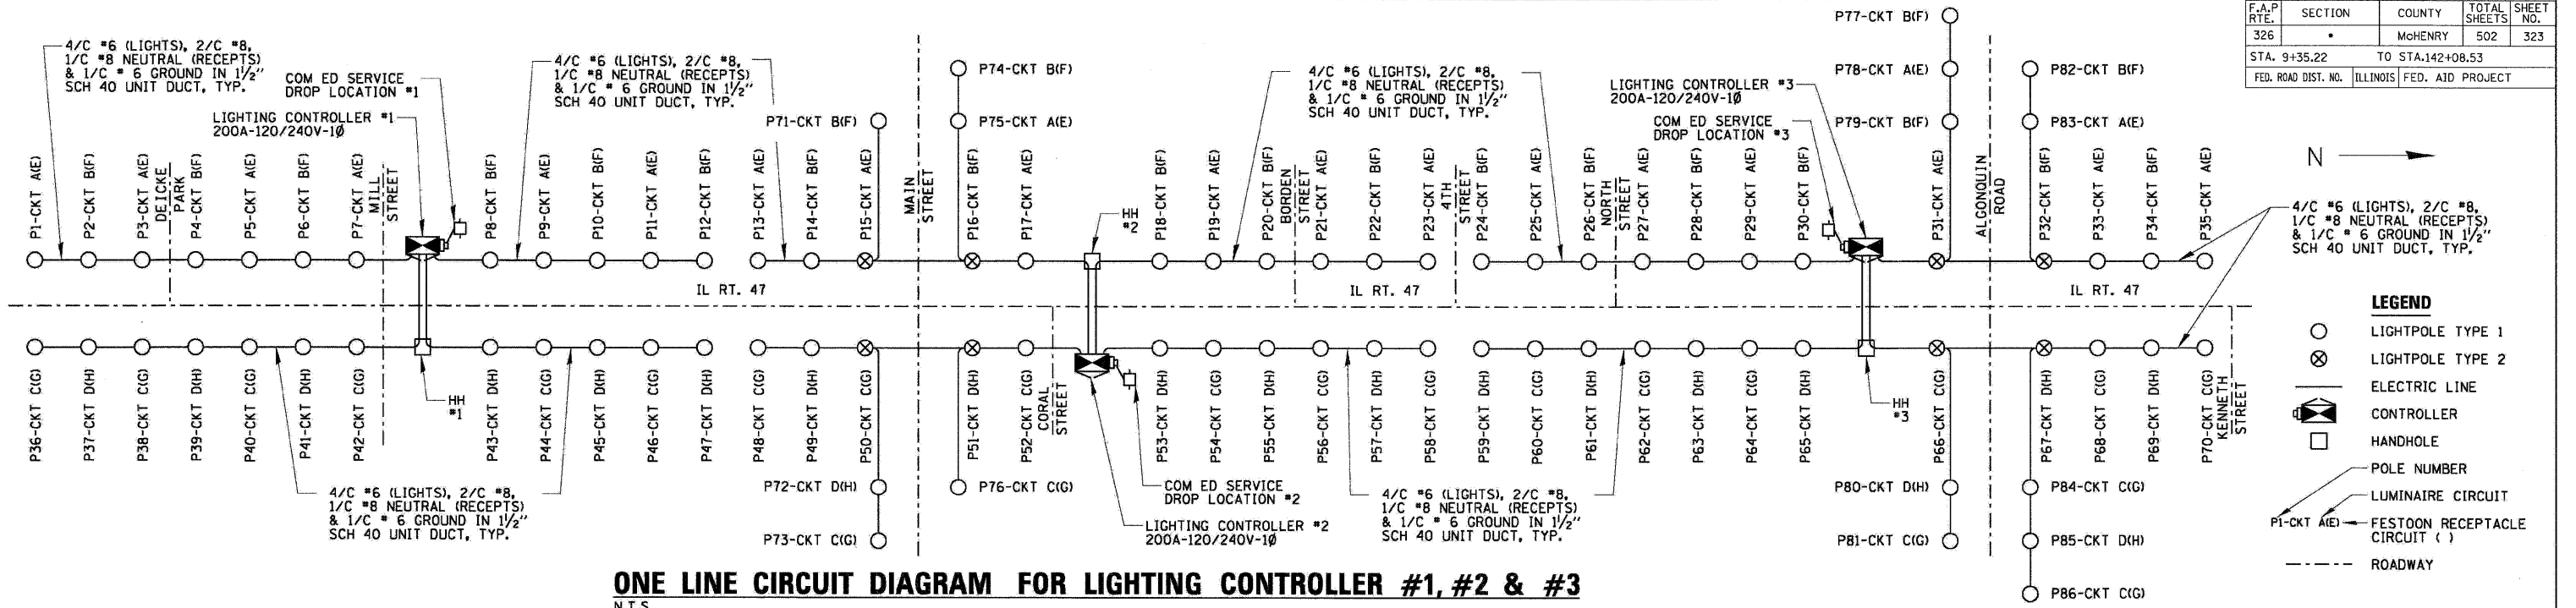 F.A.P RTE. SECTION COUNTY TOTAL SHEETS SHEET NO.
326 • McHENRY 502 323
STA. 9+35.22 TO STA.142+08.53
FED. ROAD DIST. NO. ILLINOIS FED. AID PROJECT
4/C #6 (LIGHTS), 2/C #8,
1/C #8 NEUTRAL (RECEPTS)
& 1/C # 6 GROUND IN 1½"
SCH 40 UNIT DUCT, TYP.
COM ED SERVICE
DROP LOCATION #1
LIGHTING CONTROLLER #1
200A-120/240V-1Ø
4/C #6 (LIGHTS), 2/C #8,
1/C #8 NEUTRAL (RECEPTS)
& 1/C # 6 GROUND IN 1½"
SCH 40 UNIT DUCT, TYP.
P71-CKT B(F)
MAIN
STREET
P74-CKT B(F)
P75-CKT A(E)
4/C #6 (LIGHTS), 2/C #8,
1/C #8 NEUTRAL (RECEPTS)
& 1/C # 6 GROUND IN 1½"
SCH 40 UNIT DUCT, TYP.
LIGHTING CONTROLLER #3
200A-120/240V-1Ø
COM ED SERVICE
DROP LOCATION #3
P77-CKT B(F)
P78-CKT A(E)
P79-CKT B(F)
ALGONQUIN
ROAD
P82-CKT B(F)
P83-CKT A(E)
N
P1-CKT A(E)
P2-CKT B(F)
P3-CKT A(E)
DEICKE
PARK
P4-CKT B(F)
P5-CKT A(E)
P6-CKT B(F)
P7-CKT A(E)
MILL
STREET
P8-CKT B(F)
P9-CKT A(E)
P10-CKT B(F)
P11-CKT A(E)
P12-CKT B(F)
P13-CKT A(E)
P14-CKT B(F)
P15-CKT A(E)
P16-CKT B(F)
P17-CKT A(E)
HH
#2
P18-CKT B(F)
P19-CKT A(E)
P20-CKT B(F)
BORDEN
STREET
P21-CKT A(E)
P22-CKT B(F)
P23-CKT A(E)
4TH
STREET
P24-CKT B(F)
P25-CKT A(E)
P26-CKT B(F)
NORTH
STREET
P27-CKT A(E)
P28-CKT B(F)
P29-CKT A(E)
P30-CKT B(F)
P31-CKT A(E)
P32-CKT B(F)
P33-CKT A(E)
P34-CKT B(F)
P35-CKT A(E)
4/C #6 (LIGHTS), 2/C #8,
1/C #8 NEUTRAL (RECEPTS)
& 1/C # 6 GROUND IN 1½"
SCH 40 UNIT DUCT, TYP.
IL RT. 47
IL RT. 47
IL RT. 47
P36-CKT C(G)
P37-CKT D(H)
P38-CKT C(G)
P39-CKT D(H)
P40-CKT C(G)
P41-CKT D(H)
P42-CKT C(G)
HH
#1
P43-CKT D(H)
P44-CKT C(G)
P45-CKT D(H)
P46-CKT C(G)
P47-CKT D(H)
P48-CKT C(G)
P49-CKT D(H)
P50-CKT C(G)
P51-CKT D(H)
P52-CKT C(G)
CORAL
STREET
P53-CKT D(H)
P54-CKT C(G)
P55-CKT D(H)
P56-CKT C(G)
P57-CKT D(H)
P58-CKT C(G)
P59-CKT D(H)
P60-CKT C(G)
P61-CKT D(H)
P62-CKT C(G)
P63-CKT D(H)
P64-CKT C(G)
P65-CKT D(H)
HH
#3
P66-CKT C(G)
P67-CKT D(H)
P68-CKT C(G)
P69-CKT D(H)
P70-CKT C(G)
KENNETH
STREET
4/C #6 (LIGHTS), 2/C #8,
1/C #8 NEUTRAL (RECEPTS)
& 1/C # 6 GROUND IN 1½"
SCH 40 UNIT DUCT, TYP.
P72-CKT D(H)
P73-CKT C(G)
P76-CKT C(G)
COM ED SERVICE
DROP LOCATION #2
LIGHTING CONTROLLER #2
200A-120/240V-1Ø
4/C #6 (LIGHTS), 2/C #8,
1/C #8 NEUTRAL (RECEPTS)
& 1/C # 6 GROUND IN 1½"
SCH 40 UNIT DUCT, TYP.
P80-CKT D(H)
P81-CKT C(G)
P84-CKT C(G)
P85-CKT D(H)
P86-CKT C(G)
LEGEND
LIGHTPOLE TYPE 1
LIGHTPOLE TYPE 2
ELECTRIC LINE
CONTROLLER
HANDHOLE
POLE NUMBER
LUMINAIRE CIRCUIT
P1-CKT A(E) FESTOON RECEPTACLE
CIRCUIT ( )
ROADWAY
ONE LINE CIRCUIT DIAGRAM FOR LIGHTING CONTROLLER #1, #2 & #3
N.T.S.